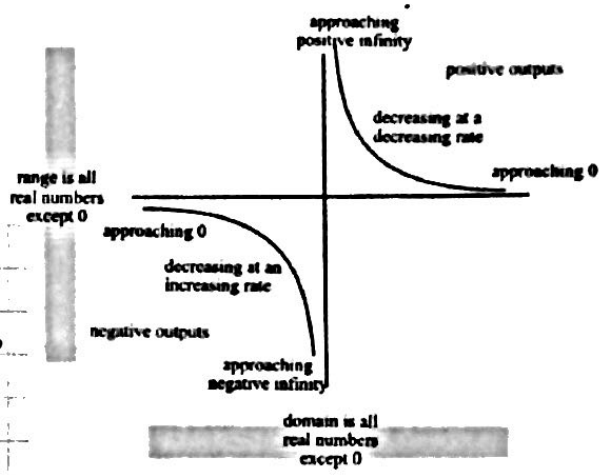 approaching
positive infinity
positive outputs
decreasing at a
decreasing rate
approaching 0
range is all
real numbers
except 0
approaching 0
decreasing at an
increasing rate
negative outputs
approaching
negative infinity
domain is all
real numbers
except 0